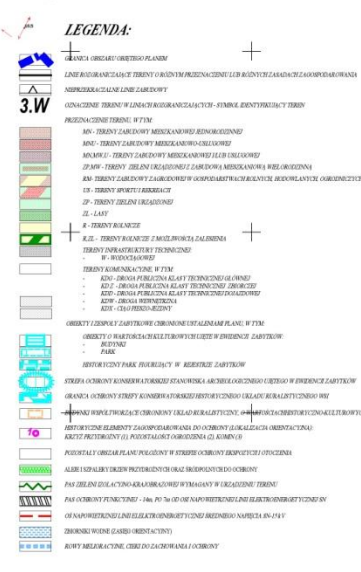 LEGENDA:
GRANICA OBSZARU OBJĘTEGO PLANEM
LINIE ROZGRANICZAJĄCE TERENY O RÓŻNYM PRZEZNACZENIU LUB RÓŻNYCH ZASADACH ZAGOSPODAROWANIA
NIEPRZEKRACZALNE LINIE ZABUDOWY
3.W OZNACZENIE TERENU W LINIACH ROZGRANICZAJĄCYCH - SYMBOL IDENTYFIKUJĄCY TEREN
PRZEZNACZENIE TERENU, W TYM:
MN - TERENY ZABUDOWY MIESZKANIOWEJ JEDNORODZINNEJ
MNU - TERENY ZABUDOWY MIESZKANIOWO-USŁUGOWEJ
MN,MW,U - TERENY ZABUDOWY MIESZKANIOWEJ I/LUB USŁUGOWEJ
ZP,MW - TERENY ZIELENI URZĄDZONEJ Z ZABUDOWĄ MIESZKANIOWĄ WIELORODZINNĄ
RM- TERENY ZABUDOWY ZAGRODOWEJ W GOSPODARSTWACH ROLNYCH, HODOWLANYCH, OGRODNICZYCH
US - TERENY SPORTU I REKREACJI
ZP - TERENY ZIELENI URZĄDZONEJ
ZL - LASY
R - TERENY ROLNICZE
R,ZL - TERENY ROLNICZE Z MOŻLIWOŚCIĄ ZALESIENIA
TERENY INFRASTRUKTURY TECHNICZNEJ:
- W - WODOCIĄGOWEJ
TERENY KOMUNIKACYJNE, W TYM:
- KDG - DROGA PUBLICZNA KLASY TECHNICZNEJ GŁÓWNEJ
- KDZ - DROGA PUBLICZNA KLASY TECHNICZNEJ ZBIORCZEJ
- KDD - DROGA PUBLICZNA KLASY TECHNICZNEJ DOJAZDOWEJ
- KDW - DROGA WEWNĘTRZNA
- KDX - CIĄG PIESZO-JEZDNY
OBIEKTY I ZESPOŁY ZABYTKOWE CHRONIONE USTALENIAMI PLANU, W TYM:
OBIEKTY O WARTOŚCIACH KULTUROWYCH UJĘTE W EWIDENCJI ZABYTKÓW:
- BUDYNKI
- PARK
HISTORYCZNY PARK FIGURUJĄCY W REJESTRZE ZABYTKÓW
STREFA OCHRONY KONSERWATORSKIEJ STANOWISKA ARCHEOLOGICZNEGO UJĘTEGO W EWIDENCJI ZABYTKÓW
GRANICA OCHRONY STREFY KONSERWATORSKIEJ HISTORYCZNEGO UKŁADU RURALISTYCZNEGO WSI
BUDYNKI WSPÓŁTWORZĄCE CHRONIONY UKŁAD RURALISTYCZNY, O WARTOŚCIACH HISTORYCZNO-KULTUROWYCH
HISTORYCZNE ELEMENTY ZAGOSPODAROWANIA DO OCHRONY (LOKALIZACJA ORIENTACYJNA):
KRZYŻ PRZYDROŻNY (1), POZOSTAŁOŚCI OGRODZENIA (2), KOMIN (3)
POZOSTAŁY OBSZAR PLANU POŁOŻONY W STREFIE OCHRONY EKSPOZYCJI I OTOCZENIA
ALEJE I SZPALERY DRZEW PRZYDROŻNYCH ORAZ ŚRÓDPOLNYCH DO OCHRONY
PAS ZIELENI IZOLACYJNO-KRAJOBRAZOWEJ WYMAGANY W URZĄDZENIU TERENU
PAS OCHRONY FUNKCYJNEJ - 14m, PO 7m OD OSI NAPOWIETRZNEJ LINII ELEKTROENERGETYCZNEJ SN
OŚ NAPOWIETRZNEJ LINII ELEKTROENERGETYCZNEJ ŚREDNIEGO NAPIĘCIA SN-15kV
ZBIORNIKI WODNE (ZASIĘG ORIENTACYJNY)
ROWY MELIORACYJNE, CIEKI DO ZACHOWANIA I OCHRONY